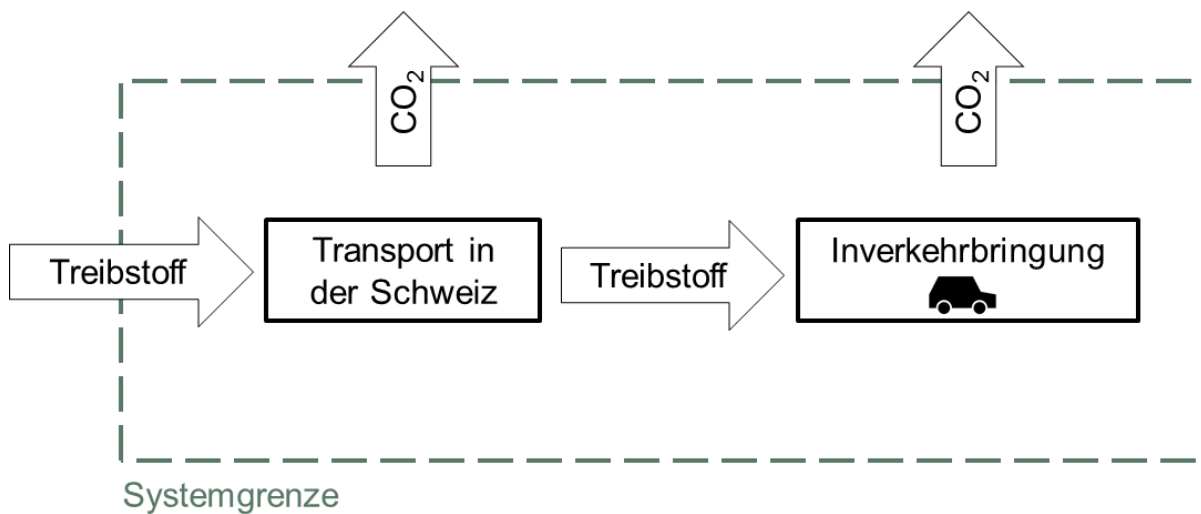 CO₂
CO₂
Treibstoff
Transport in
der Schweiz
Treibstoff
Inverkehrbringung
Systemgrenze